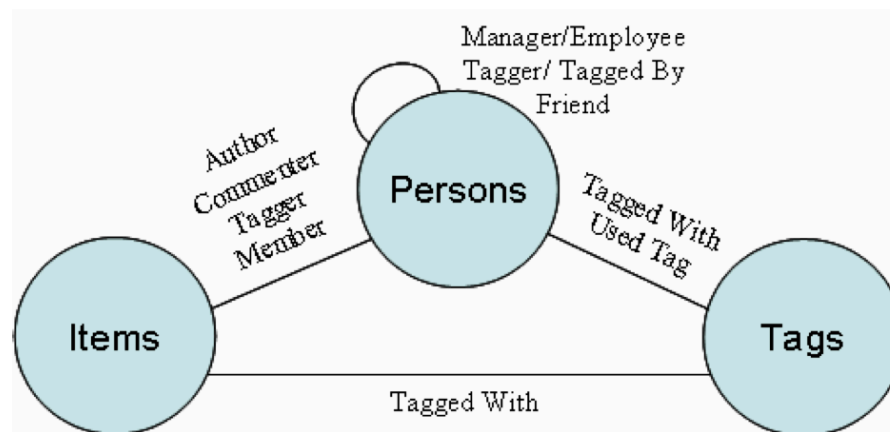 Manager/Employee
Tagger/ Tagged By
Friend
Author
Commenter
Tagger
Member
Persons
Tagged With
Used Tag
Items
Tags
Tagged With